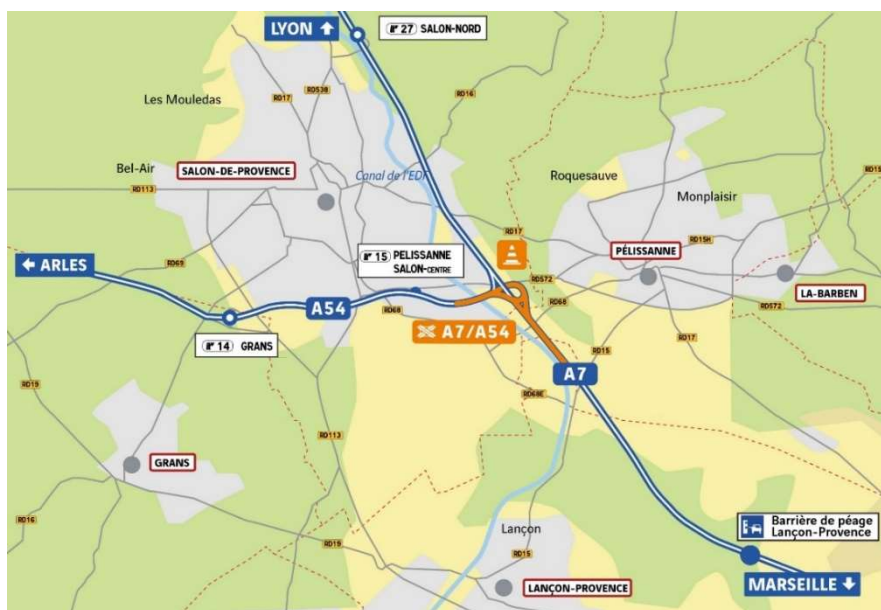 LYON ↑
27 SALON-NORD
RD16
RD17
RD538
Les Mouledas
Bel-Air
SALON-DE-PROVENCE
Canal de l'EDF
Roquesauve
Monplaisir
RD113
RD17
RD15H
15 PELISSANNE
SALON-CENTRE
PÉLISSANNE
← ARLES
RD69
RD572
LA-BARBEN
A54
RD68
RD68
RD572
A7/A54
14 GRANS
RD15
RD17
A7
RD19
RD68E
RD113
GRANS
RD16
RD19
Lançon
RD15
Barrière de péage
Lançon-Provence
LANÇON-PROVENCE
MARSEILLE ↓